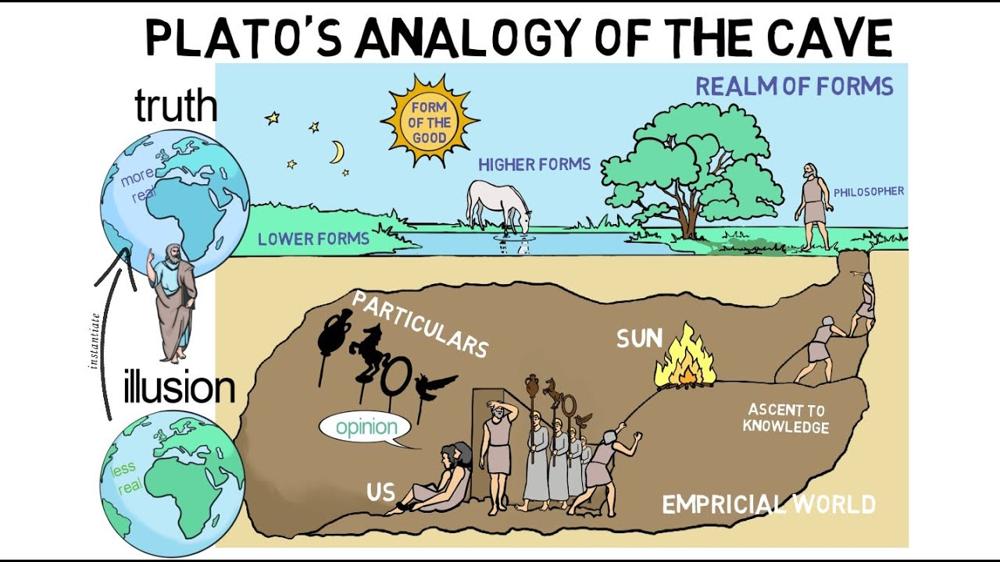 PLATO'S ANALOGY OF THE CAVE
truth
more
real
instantiate
illusion
less
real
REALM OF FORMS
FORM
OF THE
GOOD
HIGHER FORMS
PHILOSOPHER
LOWER FORMS
PARTICULARS
SUN
opinion
ASCENT TO
KNOWLEDGE
US
EMPRICIAL WORLD